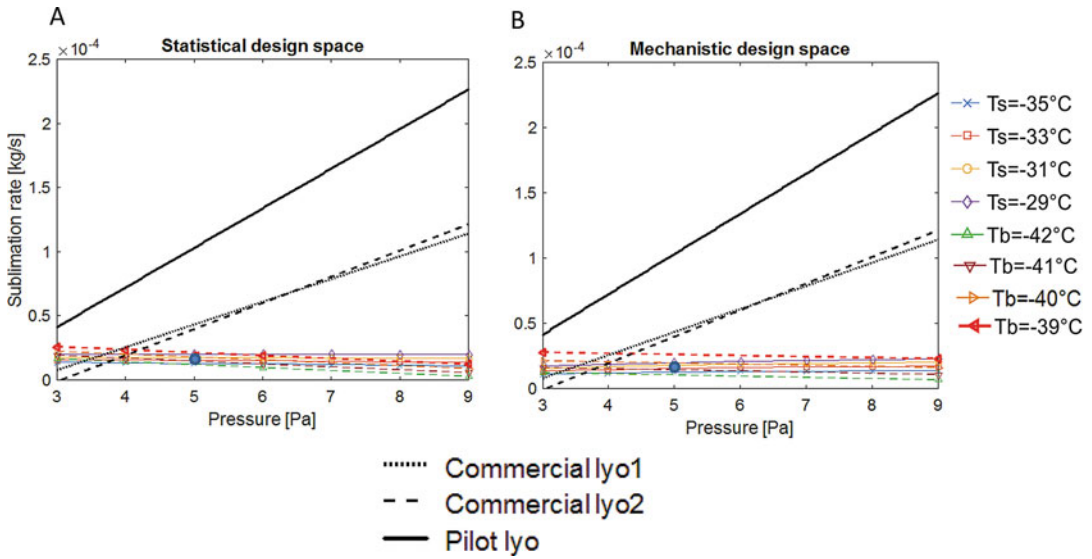 A
B
Statistical design space
Mechanistic design space
×10⁻⁴
×10⁻⁴
2.5
2
1.5
1
0.5
0
2.5
2
1.5
1
0.5
0
Sublimation rate [kg/s]
3 4 5 6 7 8 9
3 4 5 6 7 8 9
Pressure [Pa]
Pressure [Pa]
Ts=-35°C
Ts=-33°C
Ts=-31°C
Ts=-29°C
Tb=-42°C
Tb=-41°C
Tb=-40°C
Tb=-39°C
Commercial lyo1
Commercial lyo2
Pilot lyo